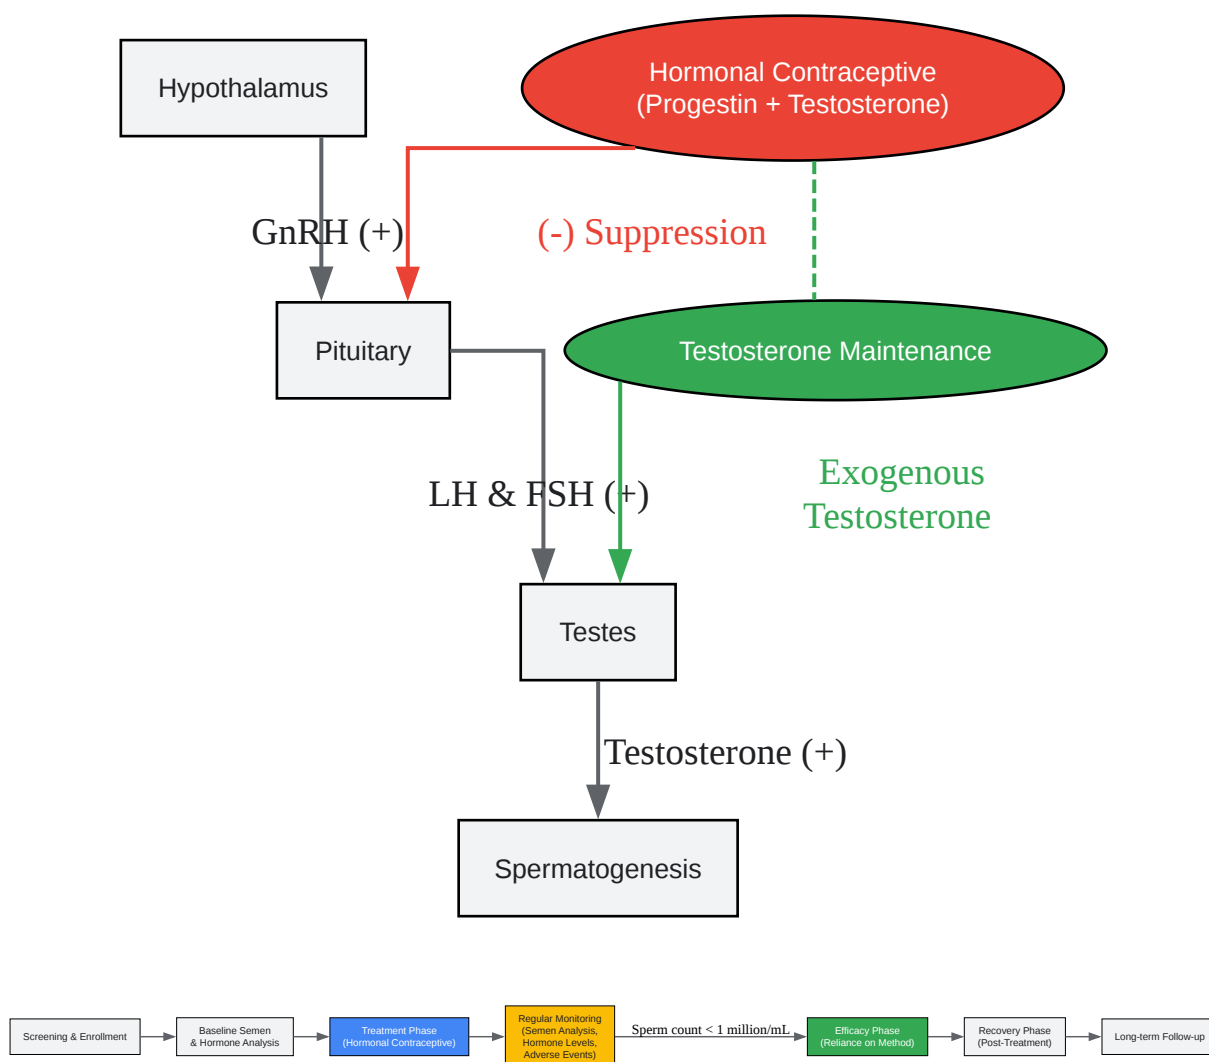 Hypothalamus
Hormonal Contraceptive
(Progestin + Testosterone)
GnRH (+)
(-) Suppression
Pituitary
Testosterone Maintenance
LH & FSH (+)
Exogenous
Testosterone
Testes
Testosterone (+)
Spermatogenesis
Screening & Enrollment
Baseline Semen
& Hormone Analysis
Treatment Phase
(Hormonal Contraceptive)
Regular Monitoring
(Semen Analysis,
Hormone Levels,
Adverse Events)
Sperm count < 1 million/mL
Efficacy Phase
(Reliance on Method)
Recovery Phase
(Post-Treatment)
Long-term Follow-up